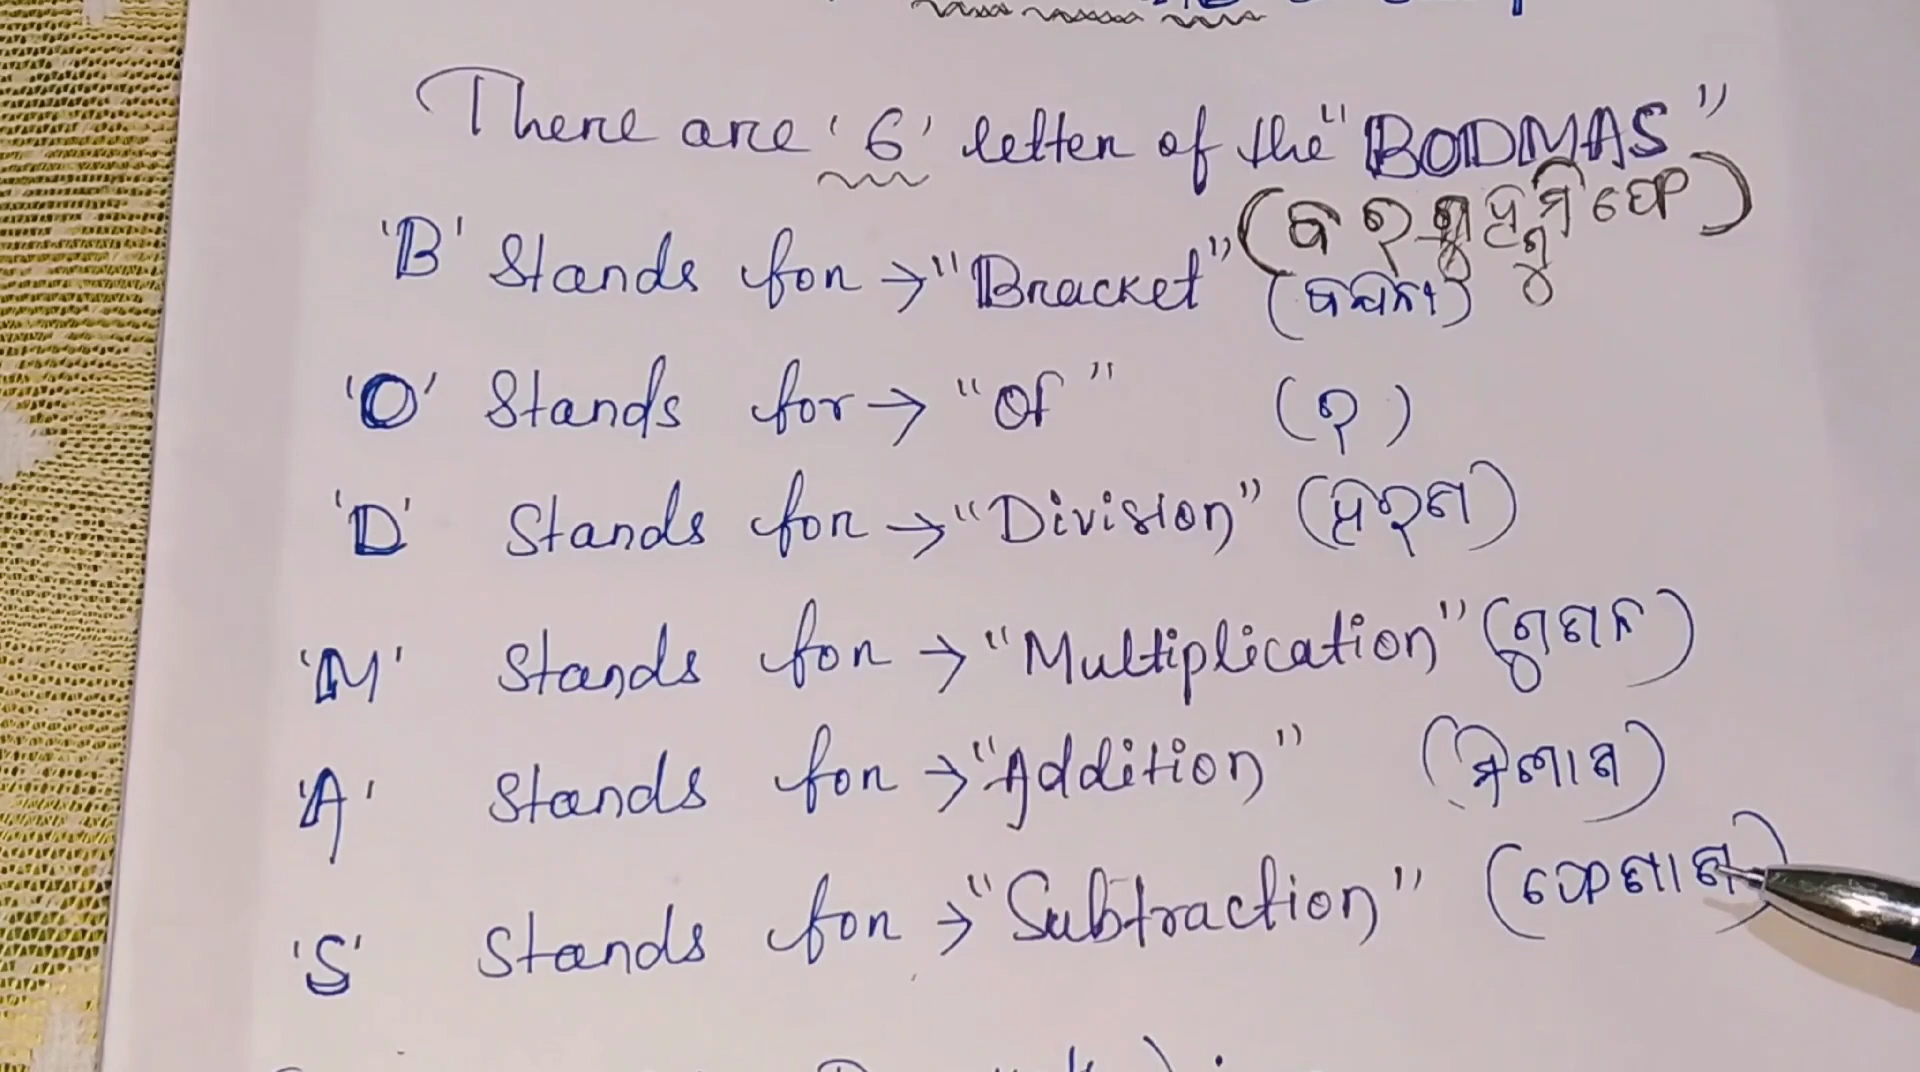 There are '6' letter of the "BODMAS"
'B' Stands for → "Bracket" (ବନ୍ଧନୀ)
'O' Stands for → "Of" (ର୍)
'D' Stands for → "Division" (ହରଣ)
'M' Stands for → "Multiplication" (ଗୁଣନ)
'A' Stands for → "Addition" (ମିଶାଣ)
'S' Stands for → "Subtraction" (ଫେଡାଣ)